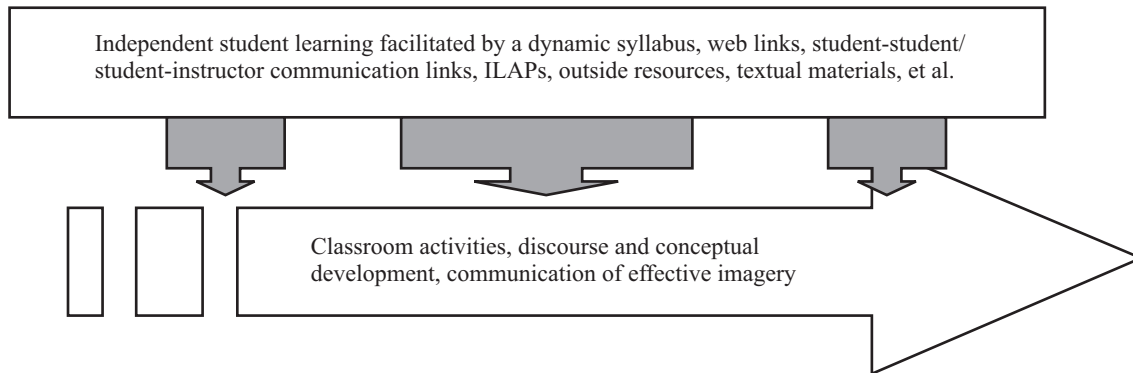 Independent student learning facilitated by a dynamic syllabus, web links, student-student/
student-instructor communication links, ILAPs, outside resources, textual materials, et al.
Classroom activities, discourse and conceptual
development, communication of effective imagery